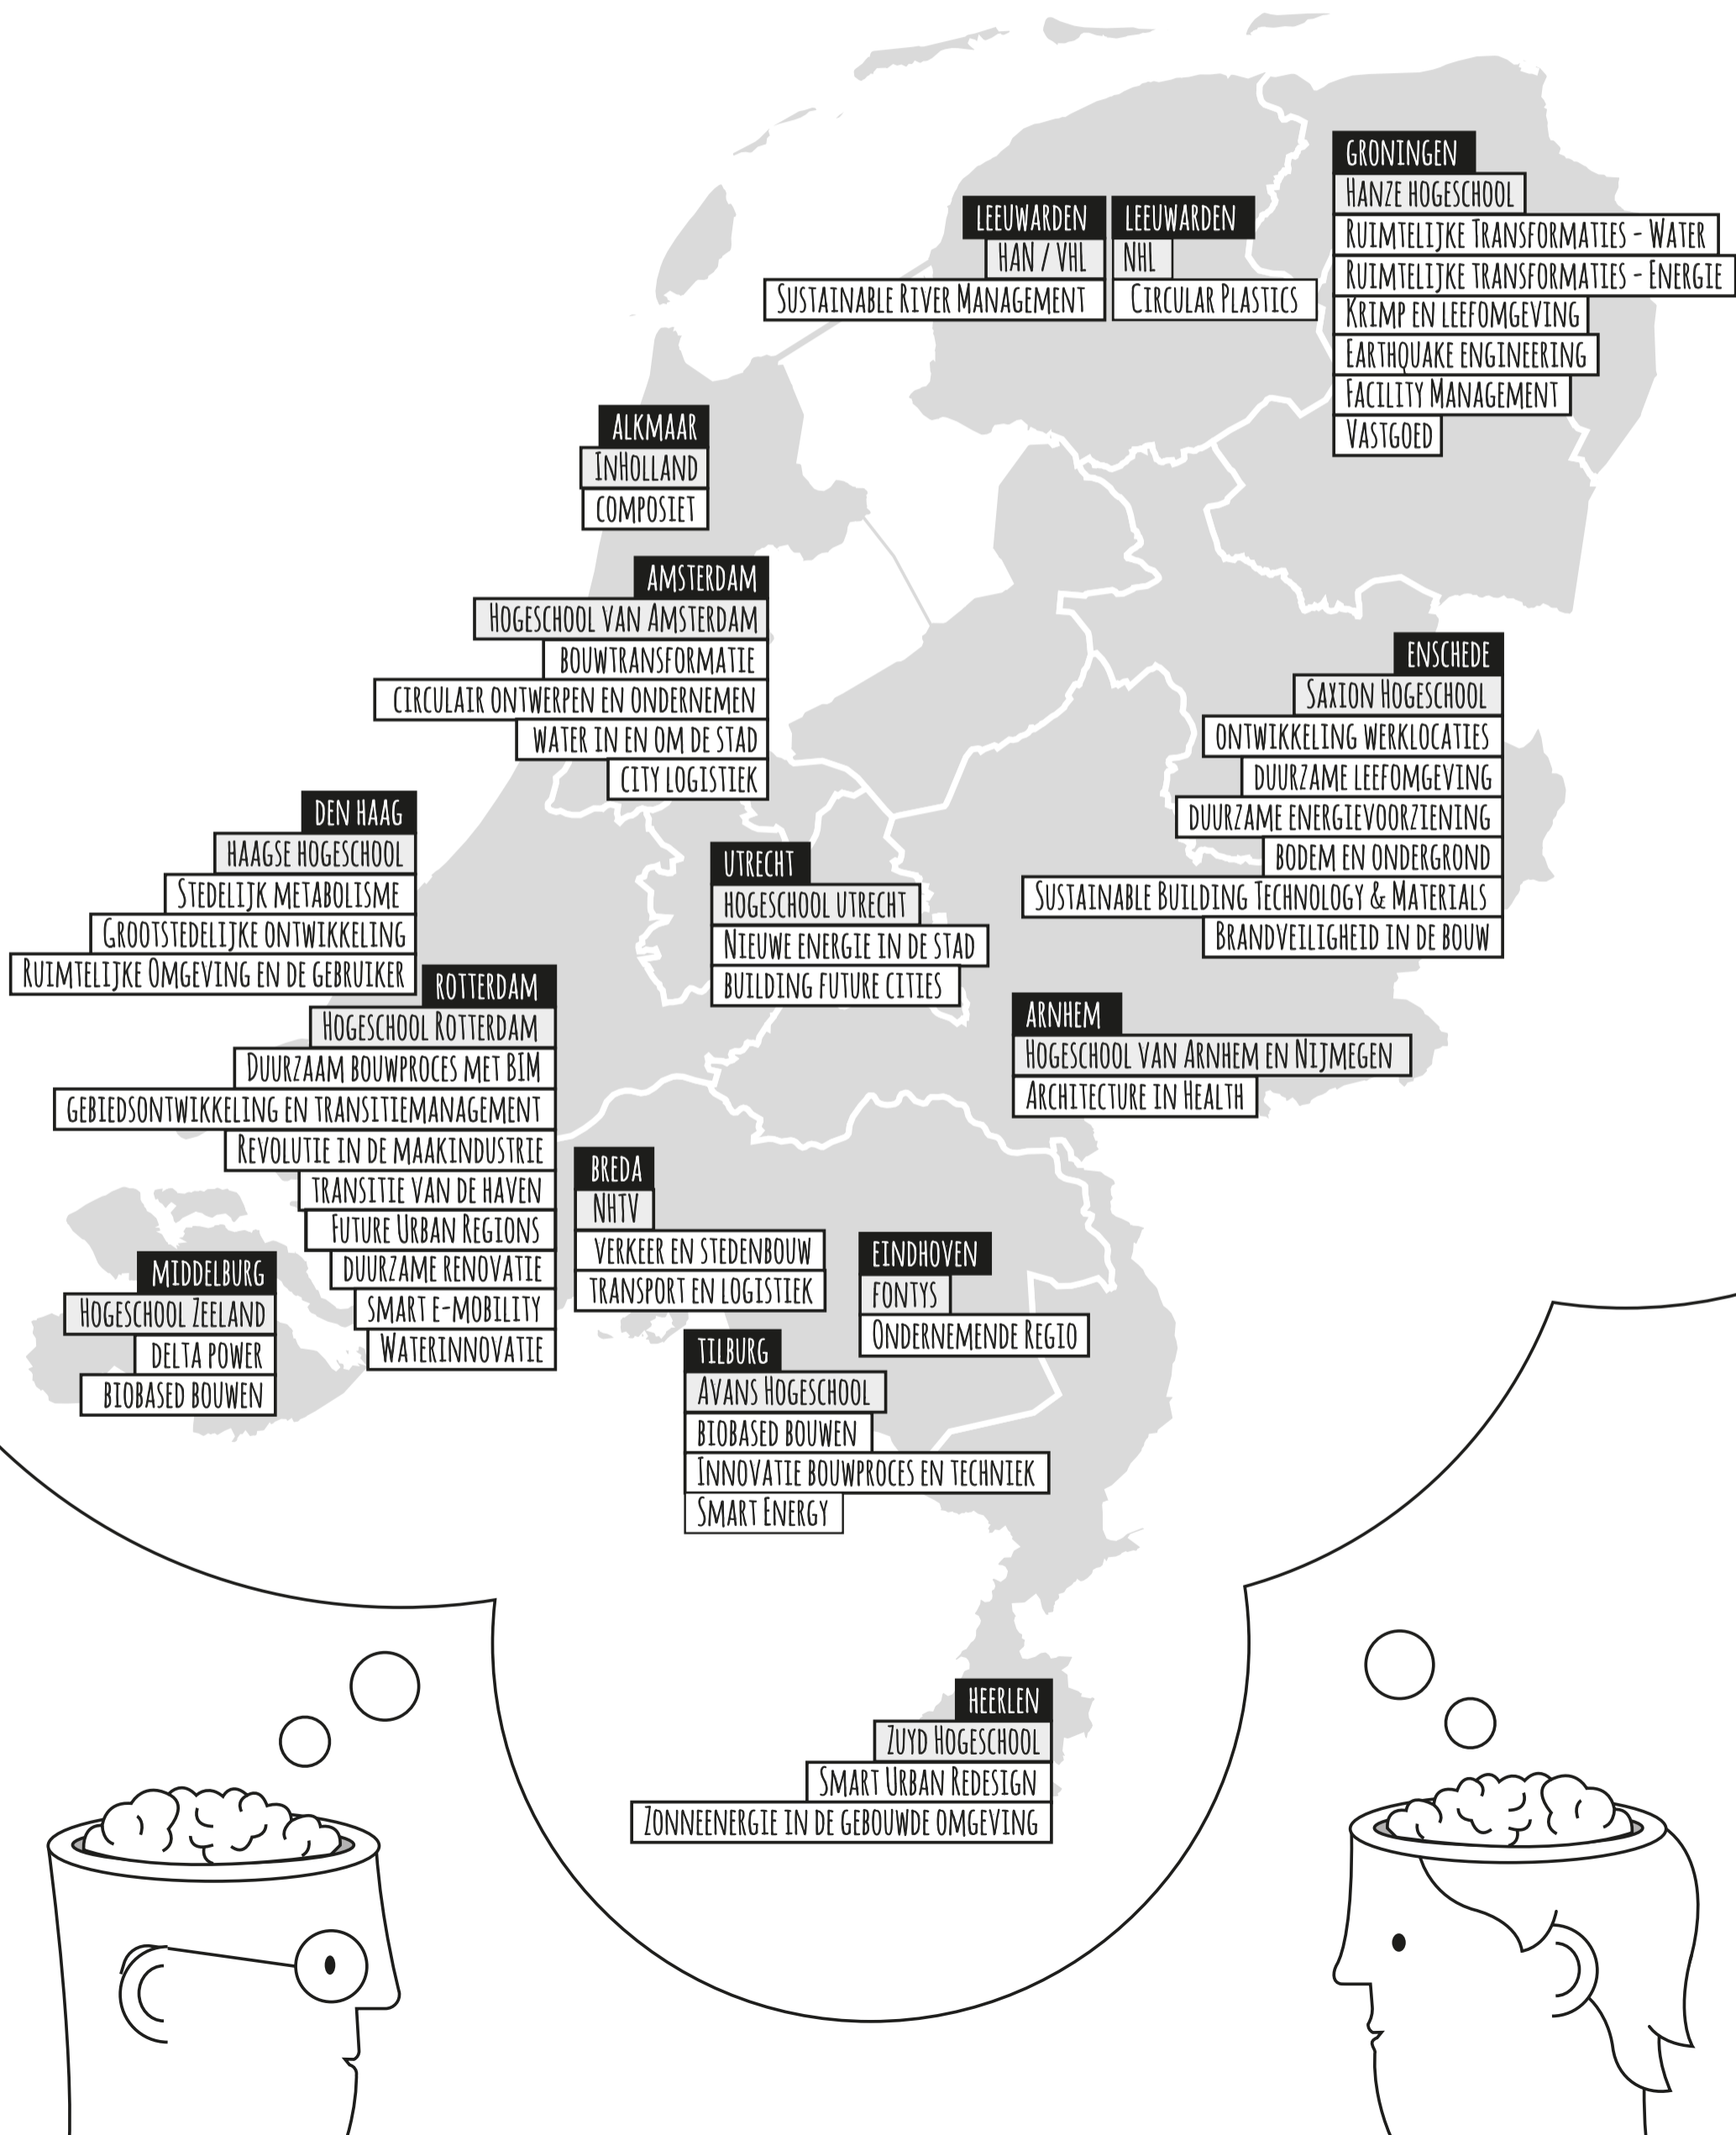 GRONINGEN
HANZE HOGESCHOOL
RUIMTELIJKE TRANSFORMATIES - WATER
RUIMTELIJKE TRANSFORMATIES - ENERGIE
KRIMP EN LEEFOMGEVING
EARTHQUAKE ENGINEERING
FACILITY MANAGEMENT
VASTGOED
LEEUWARDEN
HAN / VHL
SUSTAINABLE RIVER MANAGEMENT
LEEUWARDEN
NHL
CIRCULAR PLASTICS
ALKMAAR
INHOLLAND
COMPOSIET
AMSTERDAM
HOGESCHOOL VAN AMSTERDAM
BOUWTRANSFORMATIE
CIRCULAIR ONTWERPEN EN ONDERNEMEN
WATER IN EN OM DE STAD
CITY LOGISTIEK
ENSCHEDE
SAXION HOGESCHOOL
ONTWIKKELING WERKLOCATIES
DUURZAME LEEFOMGEVING
DUURZAME ENERGIEVOORZIENING
BODEM EN ONDERGROND
SUSTAINABLE BUILDING TECHNOLOGY & MATERIALS
BRANDVEILIGHEID IN DE BOUW
DEN HAAG
HAAGSE HOGESCHOOL
STEDELIJK METABOLISME
GROOTSTEDELIJKE ONTWIKKELING
RUIMTELIJKE OMGEVING EN DE GEBRUIKER
UTRECHT
HOGESCHOOL UTRECHT
NIEUWE ENERGIE IN DE STAD
BUILDING FUTURE CITIES
ROTTERDAM
HOGESCHOOL ROTTERDAM
DUURZAAM BOUWPROCES MET BIM
GEBIEDSONTWIKKELING EN TRANSITIEMANAGEMENT
REVOLUTIE IN DE MAAKINDUSTRIE
TRANSITIE VAN DE HAVEN
FUTURE URBAN REGIONS
DUURZAME RENOVATIE
SMART E-MOBILITY
WATERINNOVATIE
ARNHEM
HOGESCHOOL VAN ARNHEM EN NIJMEGEN
ARCHITECTURE IN HEALTH
BREDA
NHTV
VERKEER EN STEDENBOUW
TRANSPORT EN LOGISTIEK
EINDHOVEN
FONTYS
ONDERNEMENDE REGIO
MIDDELBURG
HOGESCHOOL ZEELAND
DELTA POWER
BIOBASED BOUWEN
TILBURG
AVANS HOGESCHOOL
BIOBASED BOUWEN
INNOVATIE BOUWPROCES EN TECHNIEK
SMART ENERGY
HEERLEN
ZUYD HOGESCHOOL
SMART URBAN REDESIGN
ZONNEENERGIE IN DE GEBOUWDE OMGEVING